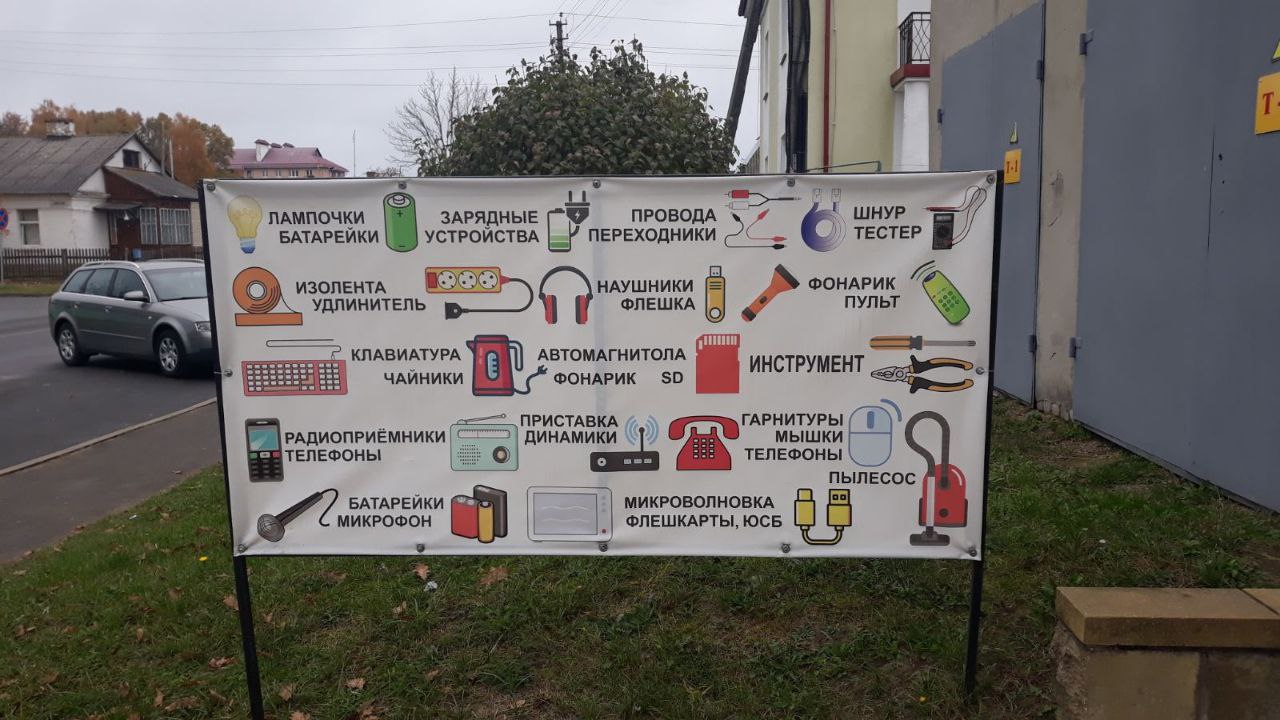 ЛАМПОЧКИ
БАТАРЕЙКИ
ЗАРЯДНЫЕ
УСТРОЙСТВА
ПРОВОДА
ПЕРЕХОДНИКИ
ШНУР
ТЕСТЕР
ИЗОЛЕНТА
УДЛИНИТЕЛЬ
НАУШНИКИ
ФЛЕШКА
ФОНАРИК
ПУЛЬТ
КЛАВИАТУРА
ЧАЙНИКИ
АВТОМАГНИТОЛА
ФОНАРИК SD
ИНСТРУМЕНТ
РАДИОПРИЁМНИКИ
ТЕЛЕФОНЫ
ПРИСТАВКА
ДИНАМИКИ
ГАРНИТУРЫ
МЫШКИ
ТЕЛЕФОНЫ
ПЫЛЕСОС
БАТАРЕЙКИ
МИКРОФОН
МИКРОВОЛНОВКА
ФЛЕШКАРТЫ, ЮСБ
Т-1